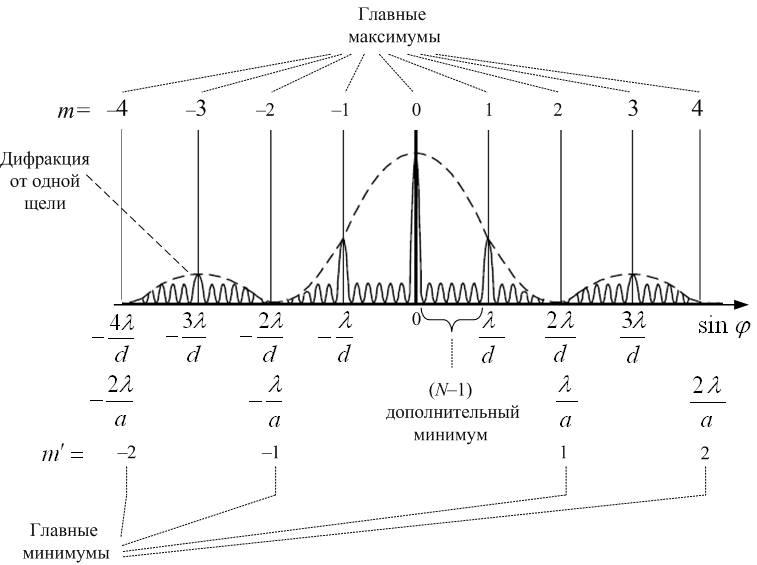 Главные
максимумы
m= –4 –3 –2 –1 0 1 2 3 4
Дифракция
от одной
щели
–4λ/d –3λ/d –2λ/d –λ/d 0 λ/d 2λ/d 3λ/d sin φ
–2λ/a –λ/a λ/a 2λ/a
(N–1)
дополнительный
минимум
m′ = –2 –1 1 2
Главные
минимумы